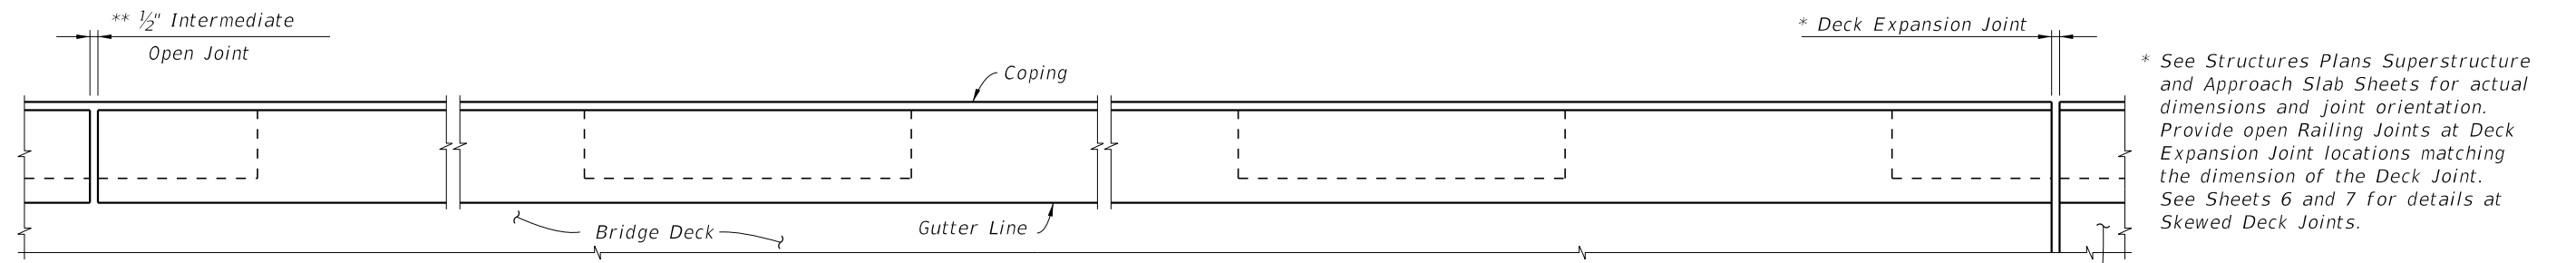 ** ½" Intermediate
Open Joint
* Deck Expansion Joint
Coping
* See Structures Plans Superstructure
and Approach Slab Sheets for actual
dimensions and joint orientation.
Provide open Railing Joints at Deck
Expansion Joint locations matching
the dimension of the Deck Joint.
See Sheets 6 and 7 for details at
Skewed Deck Joints.
Bridge Deck
Gutter Line